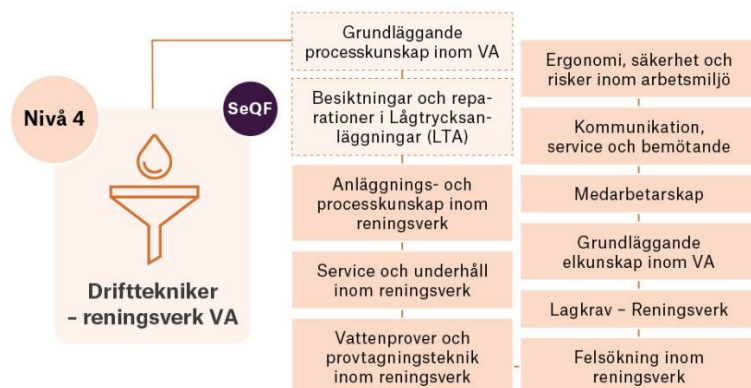 Nivå 4
SeQF
Drifttekniker
– reningsverk VA
Grundläggande
processkunskap inom VA
Besiktningar och repa-
rationer i Lågtrycksan-
läggningar (LTA)
Anläggnings- och
processkunskap inom
reningsverk
Service och underhåll
inom reningsverk
Vattenprover och
provtagningsteknik
inom reningsverk
Ergonomi, säkerhet och
risker inom arbetsmiljö
Kommunikation,
service och bemötande
Medarbetarskap
Grundläggande
elkunskap inom VA
Lagkrav – Reningsverk
Felsökning inom
reningsverk